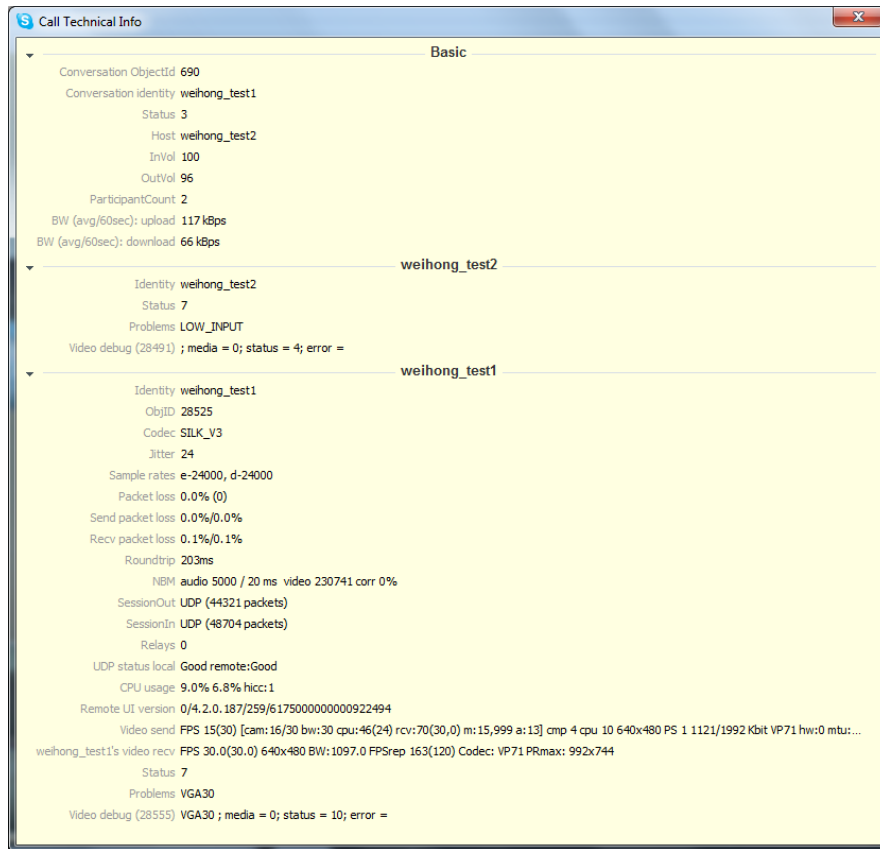 Call Technical Info
Basic
Conversation ObjectId 690
Conversation identity weihong_test1
Status 3
Host weihong_test2
InVol 100
OutVol 96
ParticipantCount 2
BW (avg/60sec): upload 117 kBps
BW (avg/60sec): download 66 kBps
weihong_test2
Identity weihong_test2
Status 7
Problems LOW_INPUT
Video debug (28491) ; media = 0; status = 4; error =
weihong_test1
Identity weihong_test1
ObjID 28525
Codec SILK_V3
Jitter 24
Sample rates e-24000, d-24000
Packet loss 0.0% (0)
Send packet loss 0.0%/0.0%
Recv packet loss 0.1%/0.1%
Roundtrip 203ms
NBM audio 5000 / 20 ms video 230741 corr 0%
SessionOut UDP (44321 packets)
SessionIn UDP (48704 packets)
Relays 0
UDP status local Good remote:Good
CPU usage 9.0% 6.8% hicc:1
Remote UI version 0/4.2.0.187/259/6175000000000922494
Video send FPS 15(30) [cam:16/30 bw:30 cpu:46(24) rcv:70(30,0) m:15,999 a:13] cmp 4 cpu 10 640x480 PS 1 1121/1992 Kbit VP71 hw:0 mtu:...
weihong_test1's video recv FPS 30.0(30.0) 640x480 BW:1097.0 FPSrep 163(120) Codec: VP71 PRmax: 992x744
Status 7
Problems VGA30
Video debug (28555) VGA30 ; media = 0; status = 10; error =